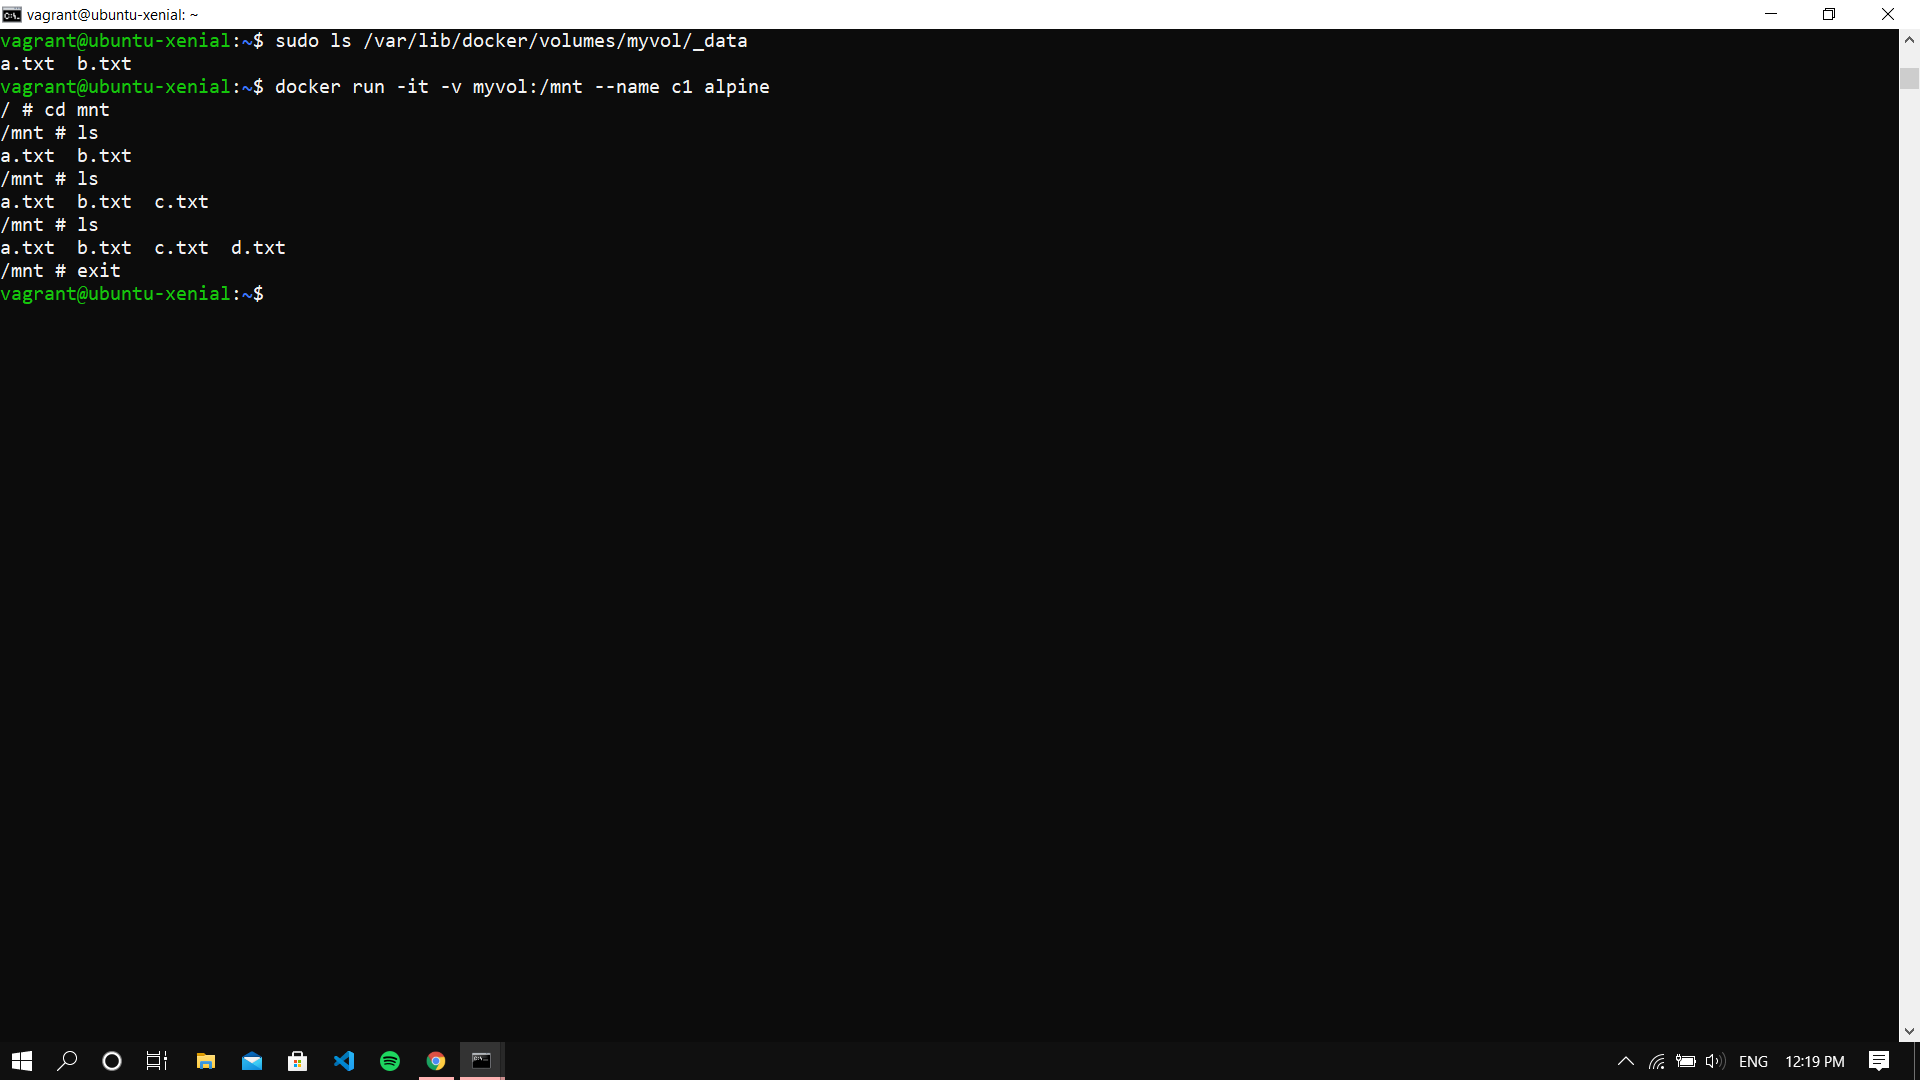 vagrant@ubuntu-xenial: ~
vagrant@ubuntu-xenial:~$ sudo ls /var/lib/docker/volumes/myvol/_data
a.txt  b.txt
vagrant@ubuntu-xenial:~$ docker run -it -v myvol:/mnt --name c1 alpine
/ # cd mnt
/mnt # ls
a.txt  b.txt
/mnt # ls
a.txt  b.txt  c.txt
/mnt # ls
a.txt  b.txt  c.txt  d.txt
/mnt # exit
vagrant@ubuntu-xenial:~$
ENG 12:19 PM